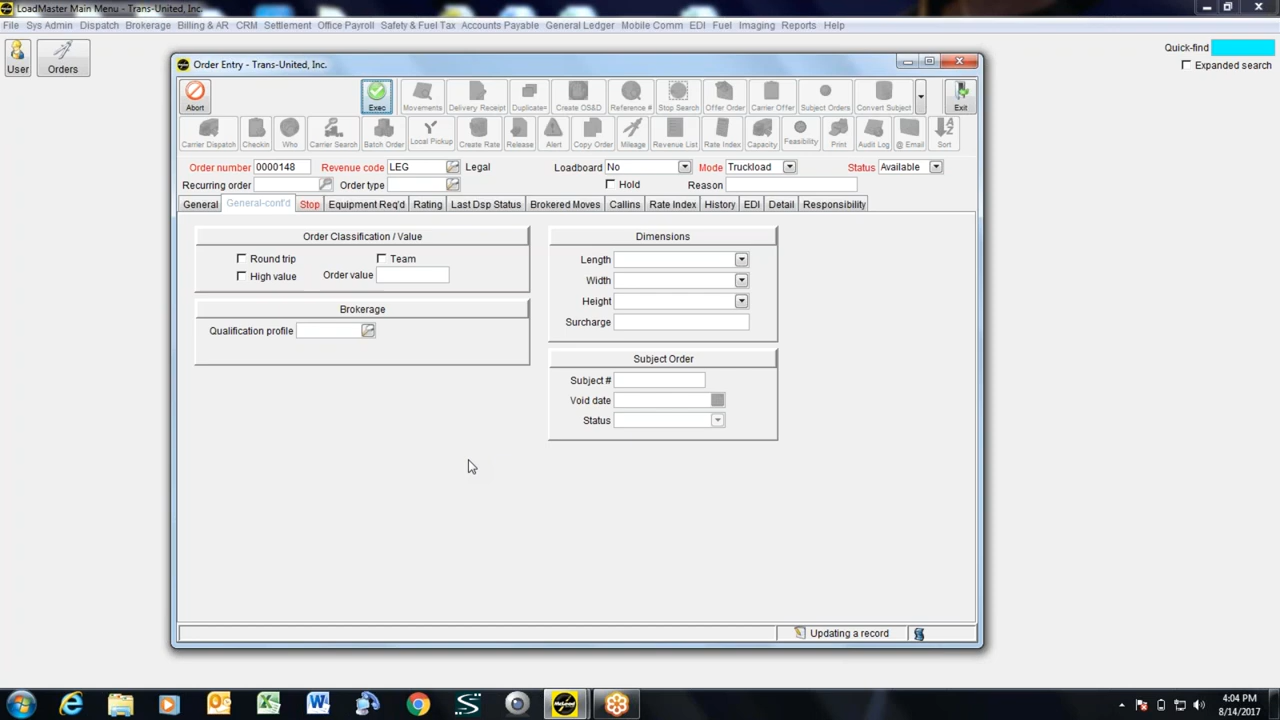 LoadMaster Main Menu - Trans-United, Inc.
File Sys Admin Dispatch Brokerage Billing & AR CRM Settlement Office Payroll Safety & Fuel Tax Accounts Payable General Ledger Mobile Comm EDI Fuel Imaging Reports Help
User Orders
Quick-find
Expanded search
Order Entry - Trans-United, Inc.
Abort Exec Movements Delivery Receipt Duplicate= Create OS&D Reference # Stop Search Offer Order Carrier Offer Subject Orders Convert Subject Exit
Carrier Dispatch Checkin Who Carrier Search Batch Order Local Pickup Create Rate Release Alert Copy Order Mileage Revenue List Rate Index Capacity Feasibility Print Audit Log @ Email Sort
Order number 0000148 Revenue code LEG Legal Loadboard No Mode Truckload Status Available
Recurring order Order type Hold Reason
General General-cont'd Stop Equipment Req'd Rating Last Dsp Status Brokered Moves Callins Rate Index History EDI Detail Responsibility
Order Classification / Value
Round trip Team
High value Order value
Brokerage
Qualification profile
Dimensions
Length
Width
Height
Surcharge
Subject Order
Subject #
Void date
Status
Updating a record
4:04 PM
8/14/2017